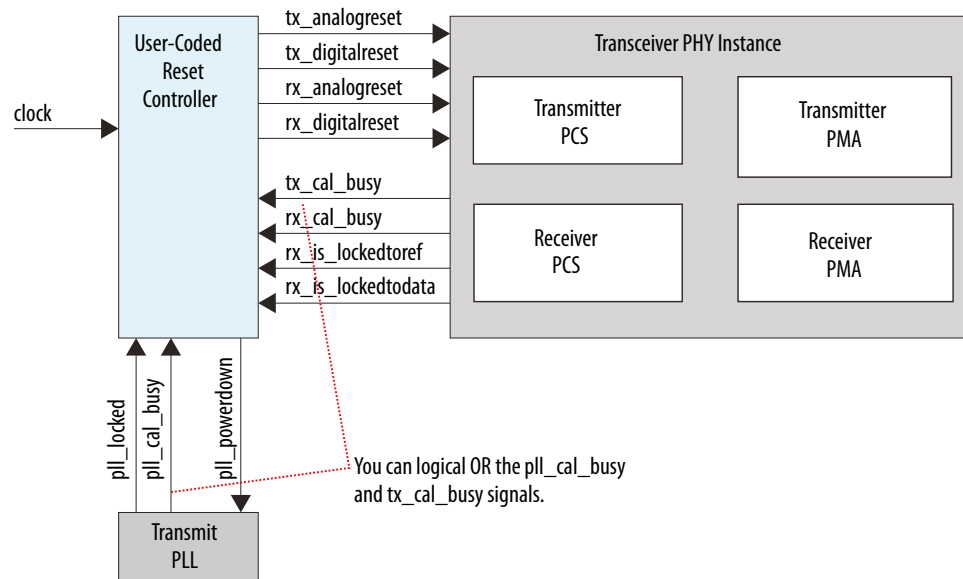 User-Coded
Reset
Controller
clock
tx_analogreset
tx_digitalreset
rx_analogreset
rx_digitalreset
tx_cal_busy
rx_cal_busy
rx_is_lockedtoref
rx_is_lockedtodata
Transceiver PHY Instance
Transmitter
PCS
Transmitter
PMA
Receiver
PCS
Receiver
PMA
pll_locked
pll_cal_busy
pll_powerdown
You can logical OR the pll_cal_busy
and tx_cal_busy signals.
Transmit
PLL